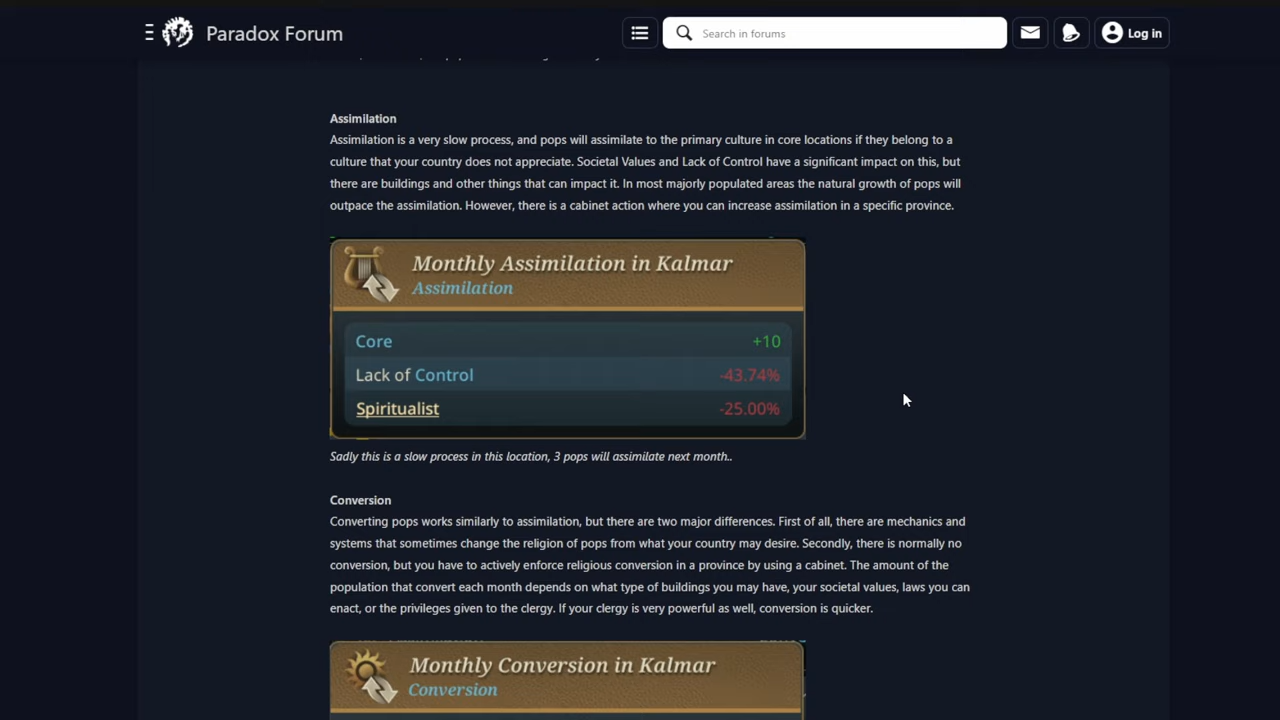 Paradox Forum
Search in forums
Log in
Assimilation
Assimilation is a very slow process, and pops will assimilate to the primary culture in core locations if they belong to a
culture that your country does not appreciate. Societal Values and Lack of Control have a significant impact on this, but
there are buildings and other things that can impact it. In most majorly populated areas the natural growth of pops will
outpace the assimilation. However, there is a cabinet action where you can increase assimilation in a specific province.
Monthly Assimilation in Kalmar
Assimilation
Core +10
Lack of Control -43.74%
Spiritualist -25.00%
Sadly this is a slow process in this location, 3 pops will assimilate next month..
Conversion
Converting pops works similarly to assimilation, but there are two major differences. First of all, there are mechanics and
systems that sometimes change the religion of pops from what your country may desire. Secondly, there is normally no
conversion, but you have to actively enforce religious conversion in a province by using a cabinet. The amount of the
population that convert each month depends on what type of buildings you may have, your societal values, laws you can
enact, or the privileges given to the clergy. If your clergy is very powerful as well, conversion is quicker.
Monthly Conversion in Kalmar
Conversion